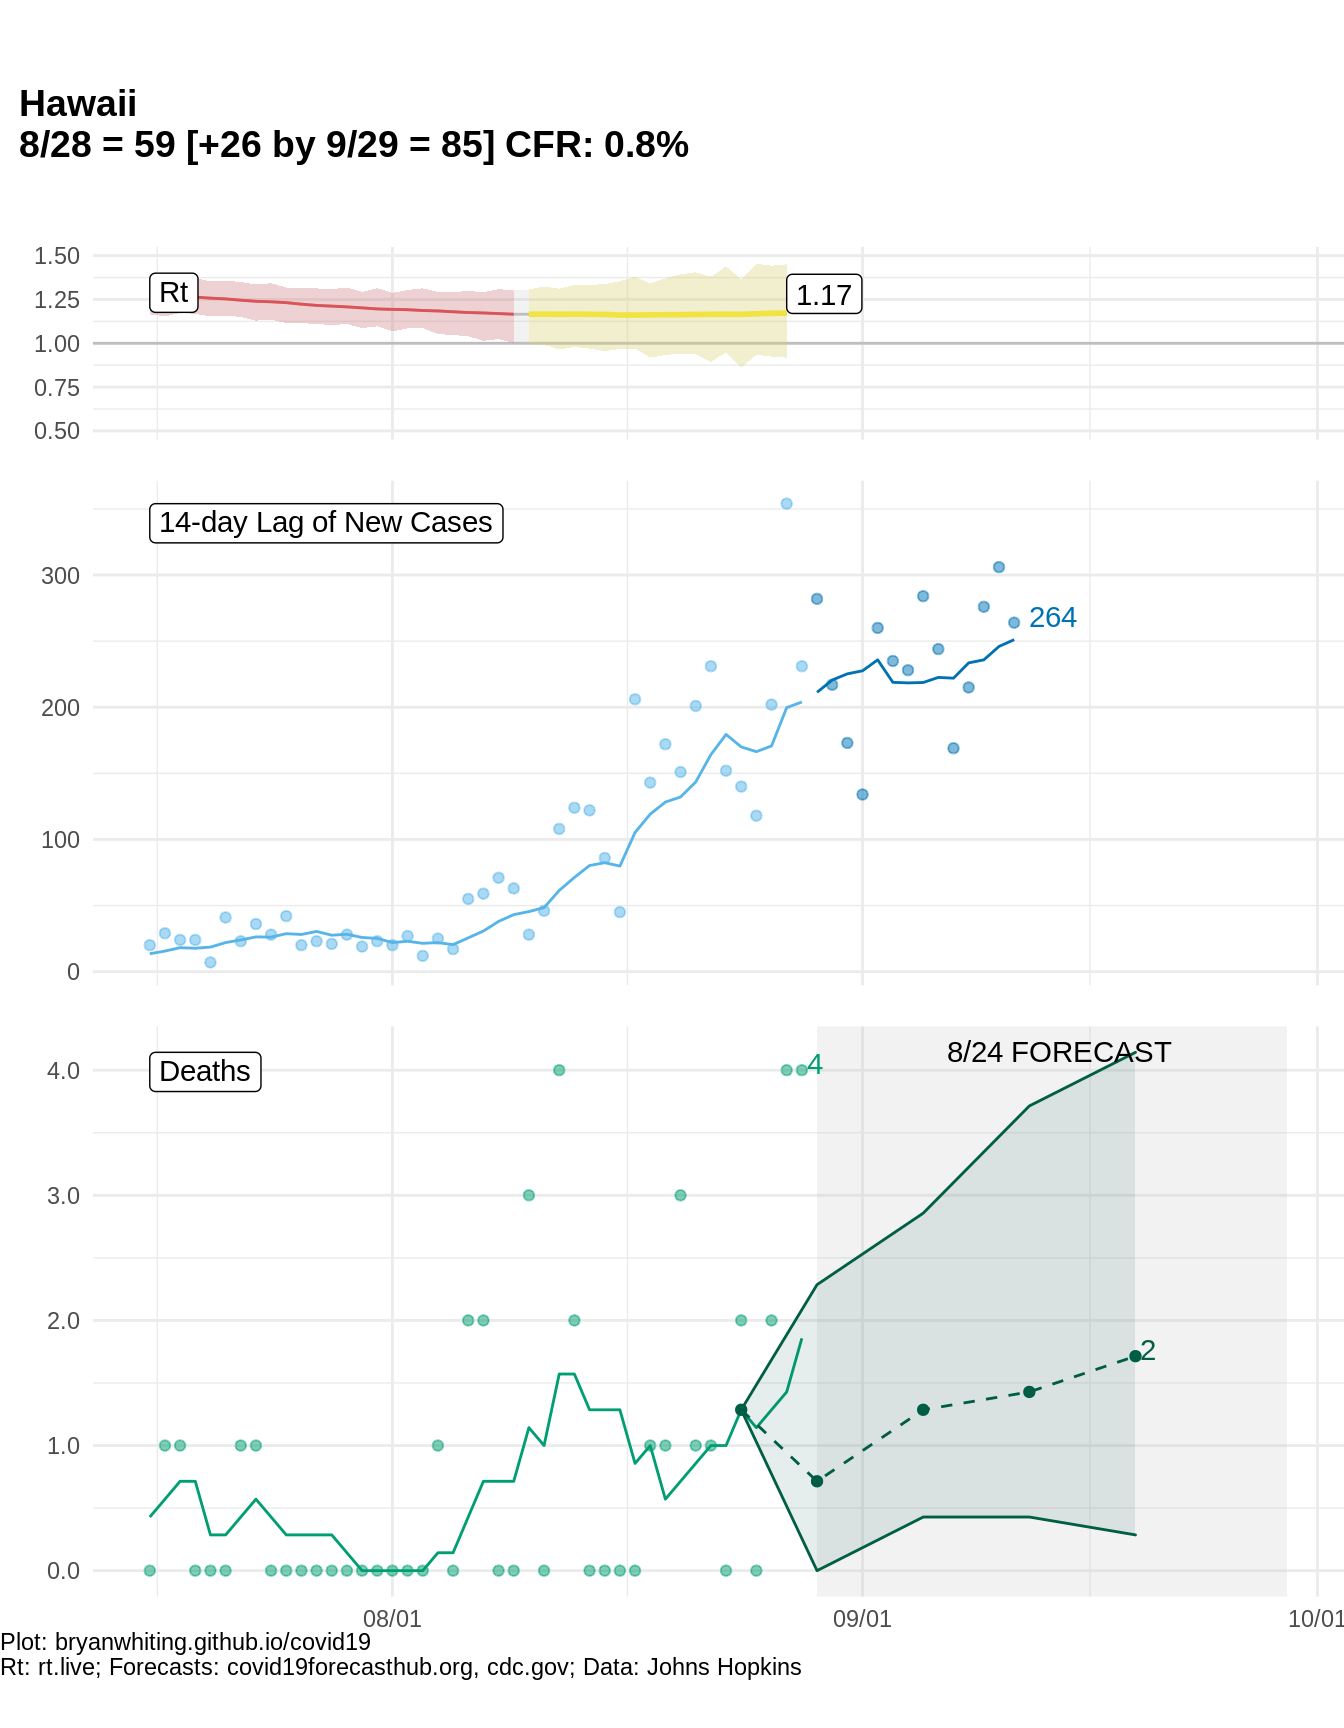 Hawaii
8/28 = 59 [+26 by 9/29 = 85] CFR: 0.8%
1.50
1.25
1.00
0.75
0.50
Rt
1.17
14-day Lag of New Cases
300
200
100
0
264
Deaths
8/24 FORECAST
4.0
3.0
2.0
1.0
0.0
4
2
08/01
09/01
10/01
Plot: bryanwhiting.github.io/covid19
Rt: rt.live; Forecasts: covid19forecasthub.org, cdc.gov; Data: Johns Hopkins